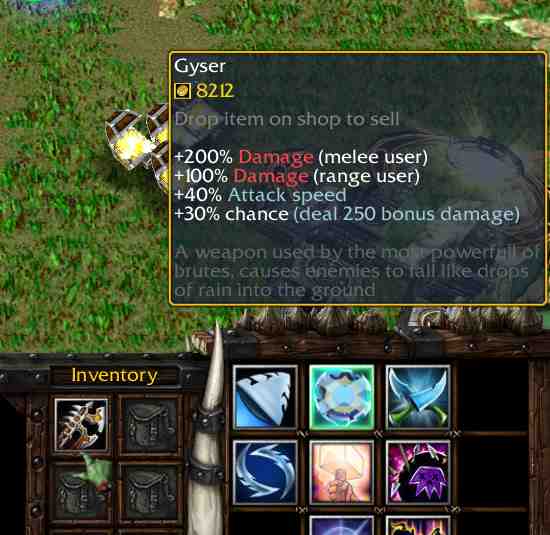 Gyser
8212
Drop item on shop to sell
+200% Damage (melee user)
+100% Damage (range user)
+40% Attack speed
+30% chance (deal 250 bonus damage)
A weapon used by the most powerfull of
brutes, causes enemies to fall like drops
of rain into the ground
Inventory